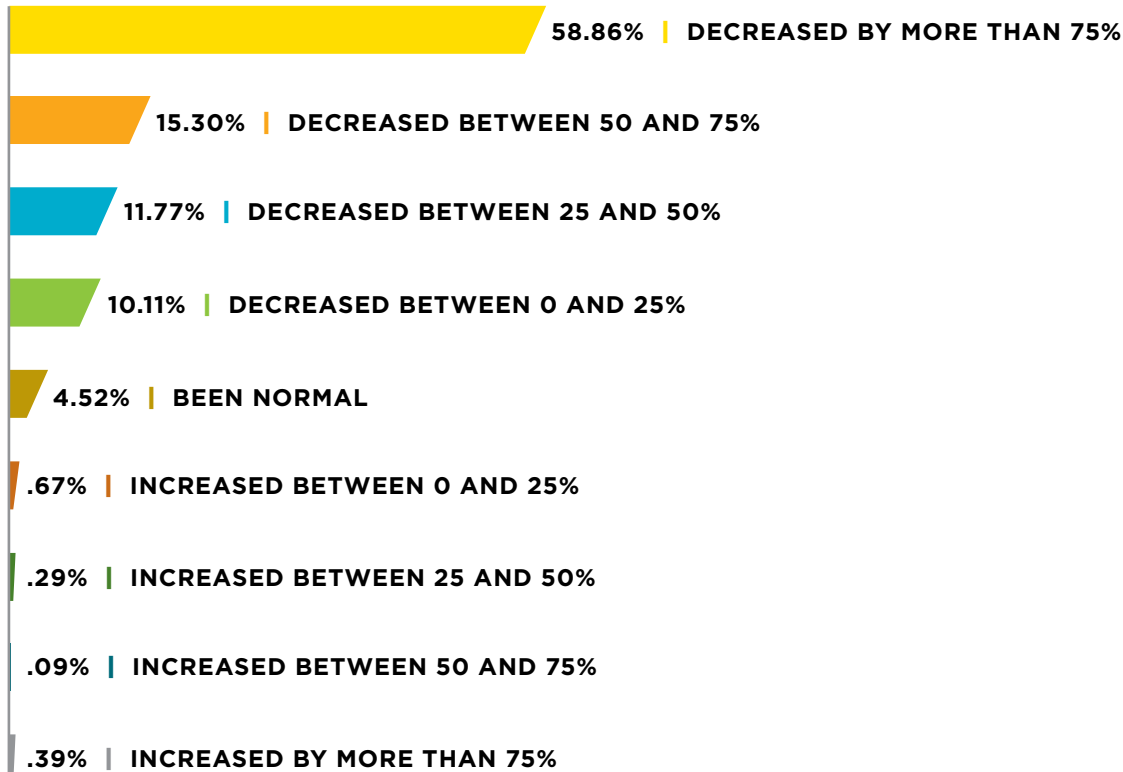 58.86% | DECREASED BY MORE THAN 75%
15.30% | DECREASED BETWEEN 50 AND 75%
11.77% | DECREASED BETWEEN 25 AND 50%
10.11% | DECREASED BETWEEN 0 AND 25%
4.52% | BEEN NORMAL
.67% | INCREASED BETWEEN 0 AND 25%
.29% | INCREASED BETWEEN 25 AND 50%
.09% | INCREASED BETWEEN 50 AND 75%
.39% | INCREASED BY MORE THAN 75%